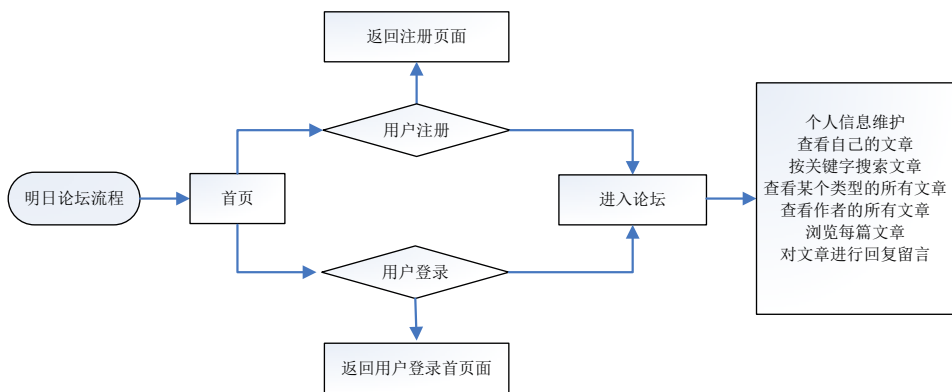 返回注册页面
用户注册
明日论坛流程
首页
进入论坛
用户登录
返回用户登录首页面
个人信息维护
查看自己的文章
按关键字搜索文章
查看某个类型的所有文章
查看作者的所有文章
浏览每篇文章
对文章进行回复留言